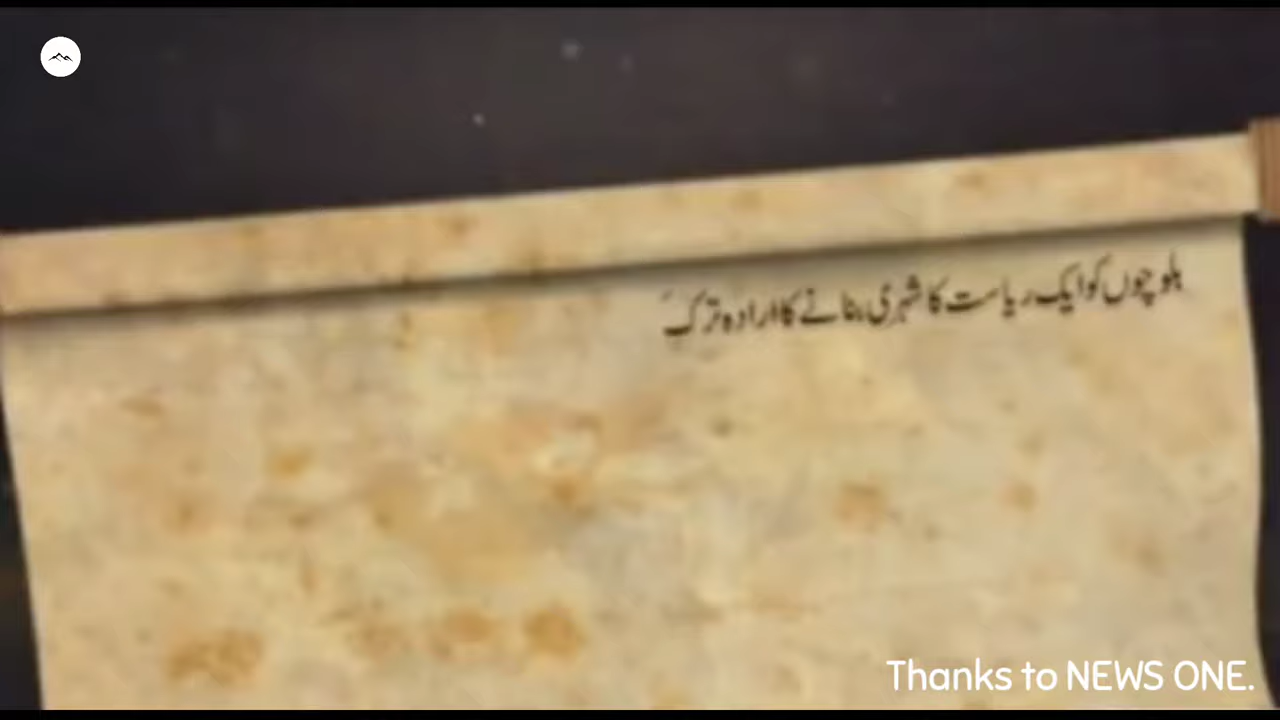 بلوچوں کو ایک ریاست کا شہری بنانے کا ارادہ ترک
Thanks to NEWS ONE.